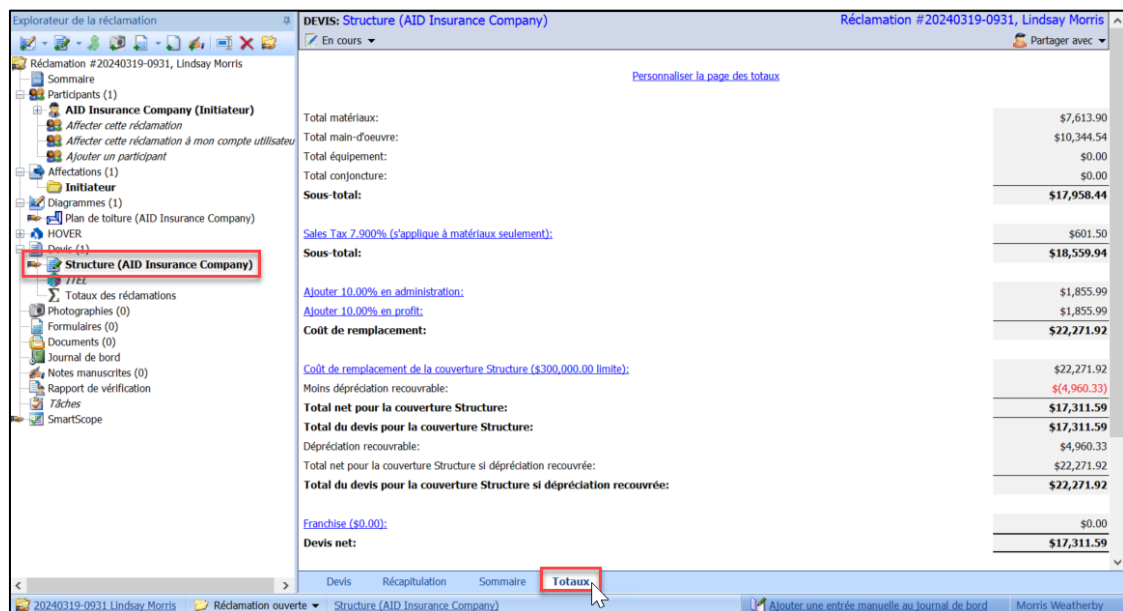 Explorateur de la réclamation
Réclamation #20240319-0931, Lindsay Morris
Sommaire
Participants (1)
AID Insurance Company (Initiateur)
Affecter cette réclamation
Affecter cette réclamation à mon compte utilisateu
Ajouter un participant
Affectations (1)
Initiateur
Diagrammes (1)
Plan de toiture (AID Insurance Company)
HOVER
Devis (1)
Structure (AID Insurance Company)
ITEL
Totaux des réclamations
Photographies (0)
Formulaires (0)
Documents (0)
Journal de bord
Notes manuscrites (0)
Rapport de vérification
Tâches
SmartScope
DEVIS: Structure (AID Insurance Company) Réclamation #20240319-0931, Lindsay Morris
En cours Partager avec
Personnaliser la page des totaux
Total matériaux: $7,613.90
Total main-d'oeuvre: $10,344.54
Total équipement: $0.00
Total conjoncture: $0.00
Sous-total: $17,958.44
Sales Tax 7.900% (s'applique à matériaux seulement): $601.50
Sous-total: $18,559.94
Ajouter 10.00% en administration: $1,855.99
Ajouter 10.00% en profit: $1,855.99
Coût de remplacement: $22,271.92
Coût de remplacement de la couverture Structure ($300,000.00 limite): $22,271.92
Moins dépréciation recouvrable: $(4,960.33)
Total net pour la couverture Structure: $17,311.59
Total du devis pour la couverture Structure: $17,311.59
Dépréciation recouvrable: $4,960.33
Total net pour la couverture Structure si dépréciation recouvrée: $22,271.92
Total du devis pour la couverture Structure si dépréciation recouvrée: $22,271.92
Franchise ($0.00): $0.00
Devis net: $17,311.59
Devis Récapitulation Sommaire Totaux
20240319-0931 Lindsay Morris Réclamation ouverte Structure (AID Insurance Company) Ajouter une entrée manuelle au journal de bord Morris Weatherby